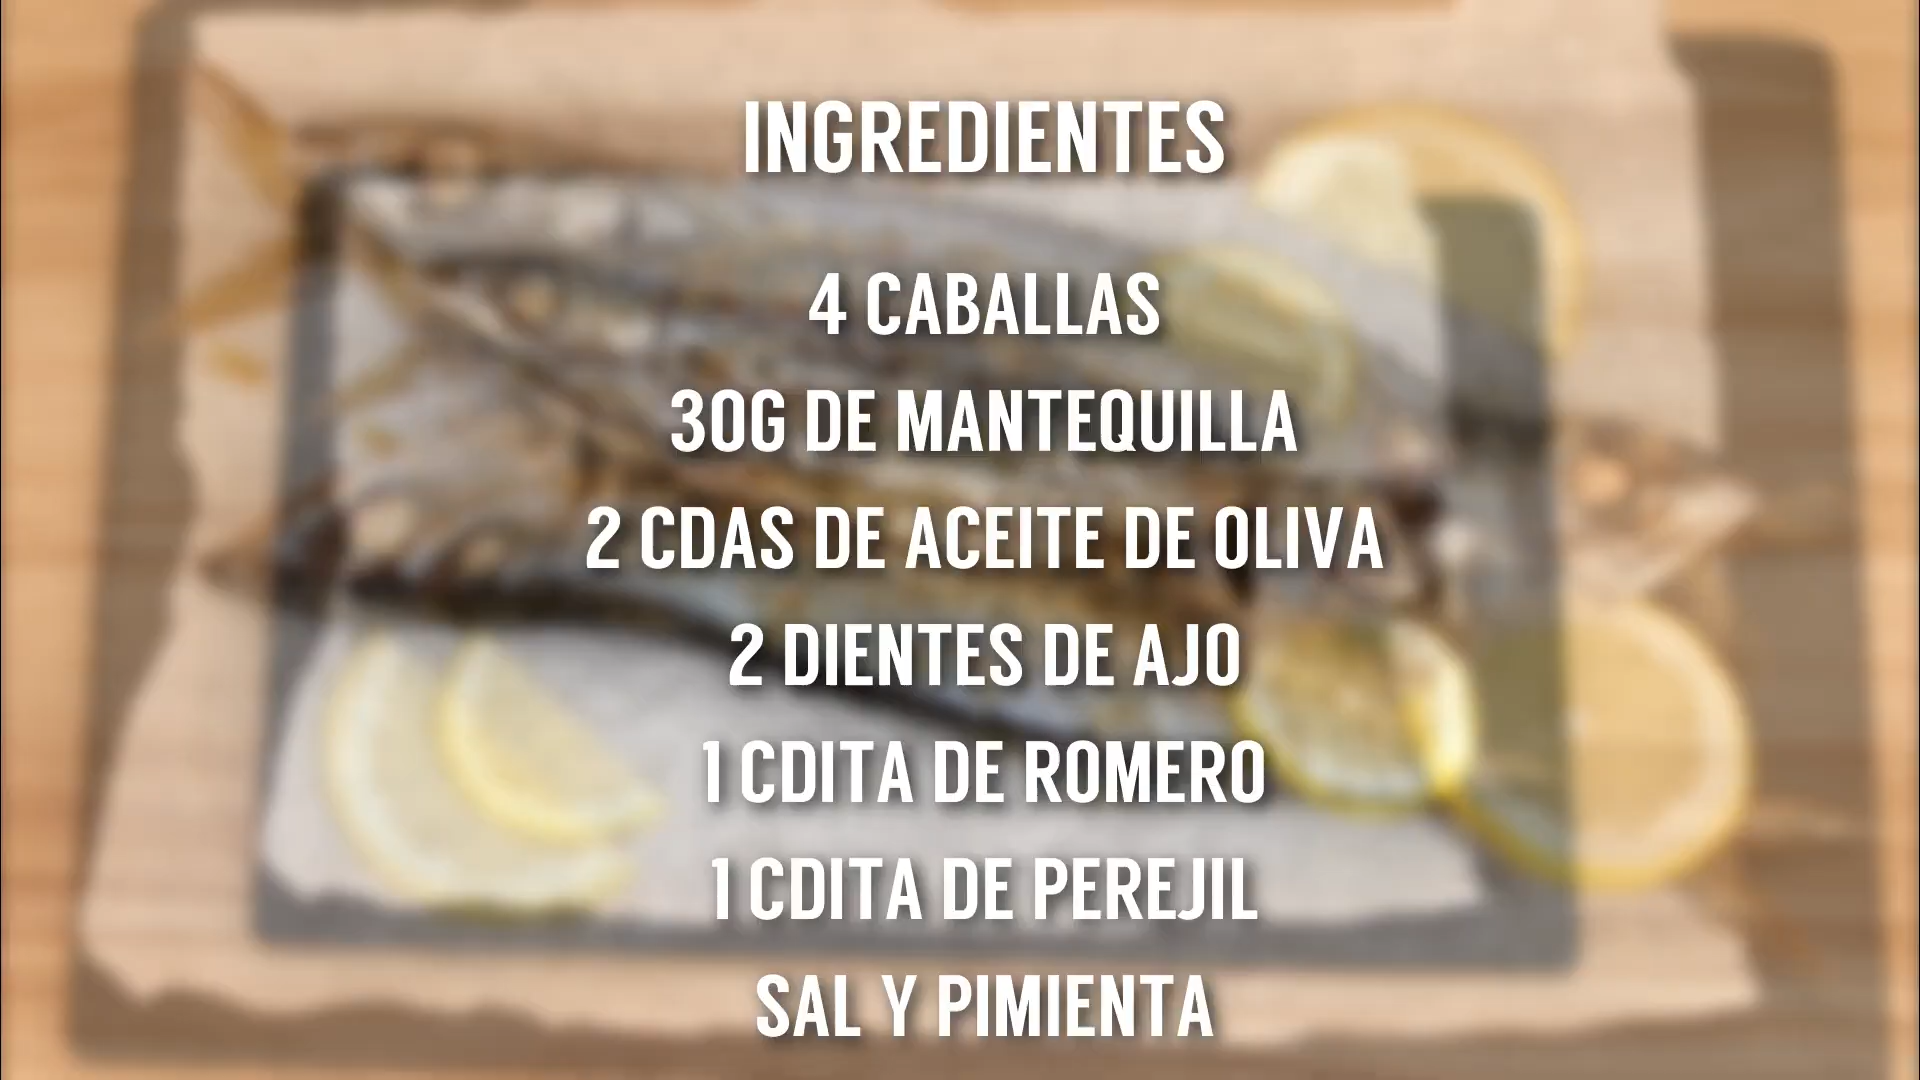 INGREDIENTES
4 CABALLAS
30G DE MANTEQUILLA
2 CDAS DE ACEITE DE OLIVA
2 DIENTES DE AJO
1 CDITA DE ROMERO
1 CDITA DE PEREJIL
SAL Y PIMIENTA